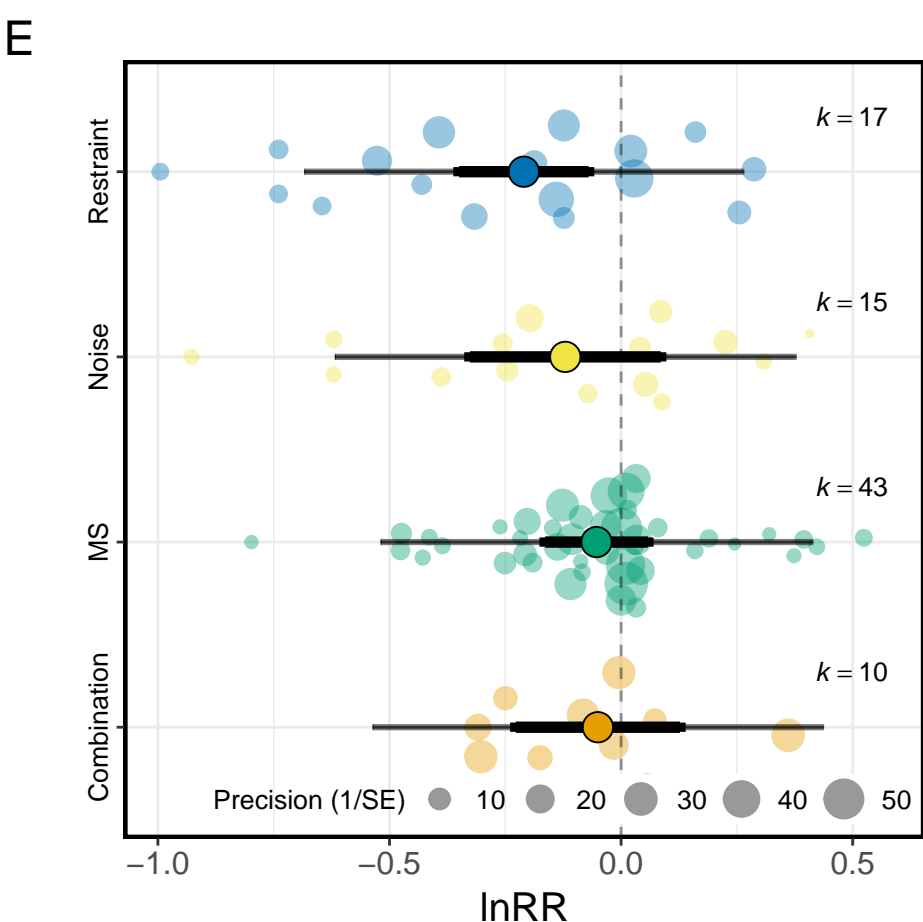 E
Restraint
k = 17
Noise
k = 15
MS
k = 43
Combination
k = 10
Precision (1/SE) 10 20 30 40 50
−1.0 −0.5 0.0 0.5
lnRR